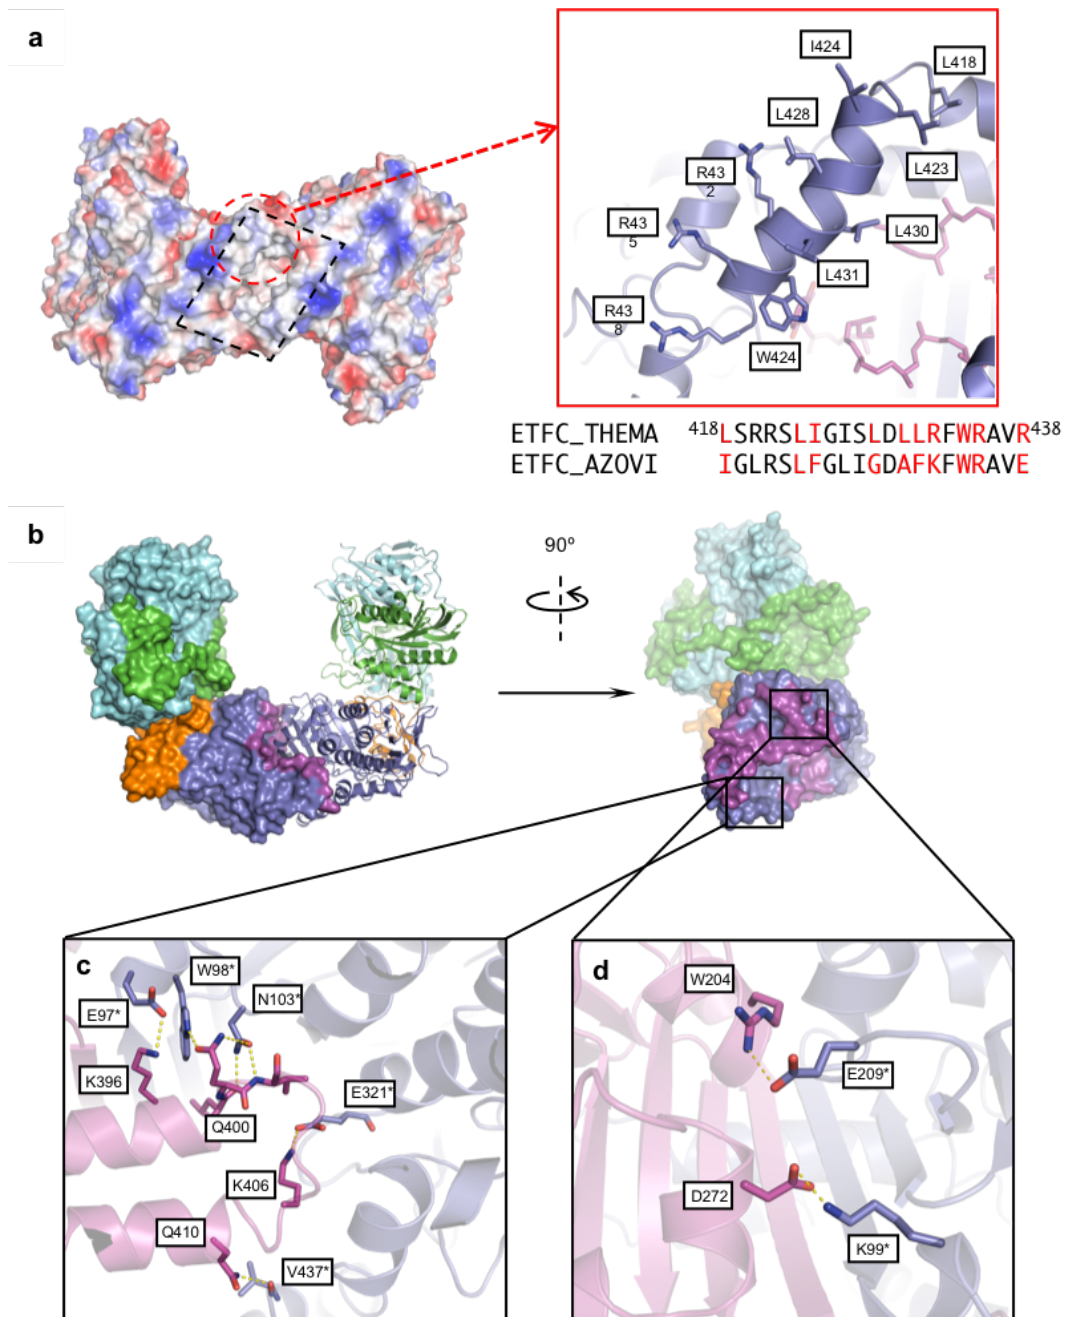 a
I424
L418
L428
R43
2
L423
R43
5
L430
L431
R43
8
W424
ETFC_THEMA 418LSRRSLIGISLDLLRFWRAVR438
ETFC_AZOVI IGLRSLFGLIGDAFKFWRAVE
b
90º
c
W98*
N103*
E97*
K396
E321*
Q400
K406
Q410
V437*
d
W204
E209*
D272
K99*